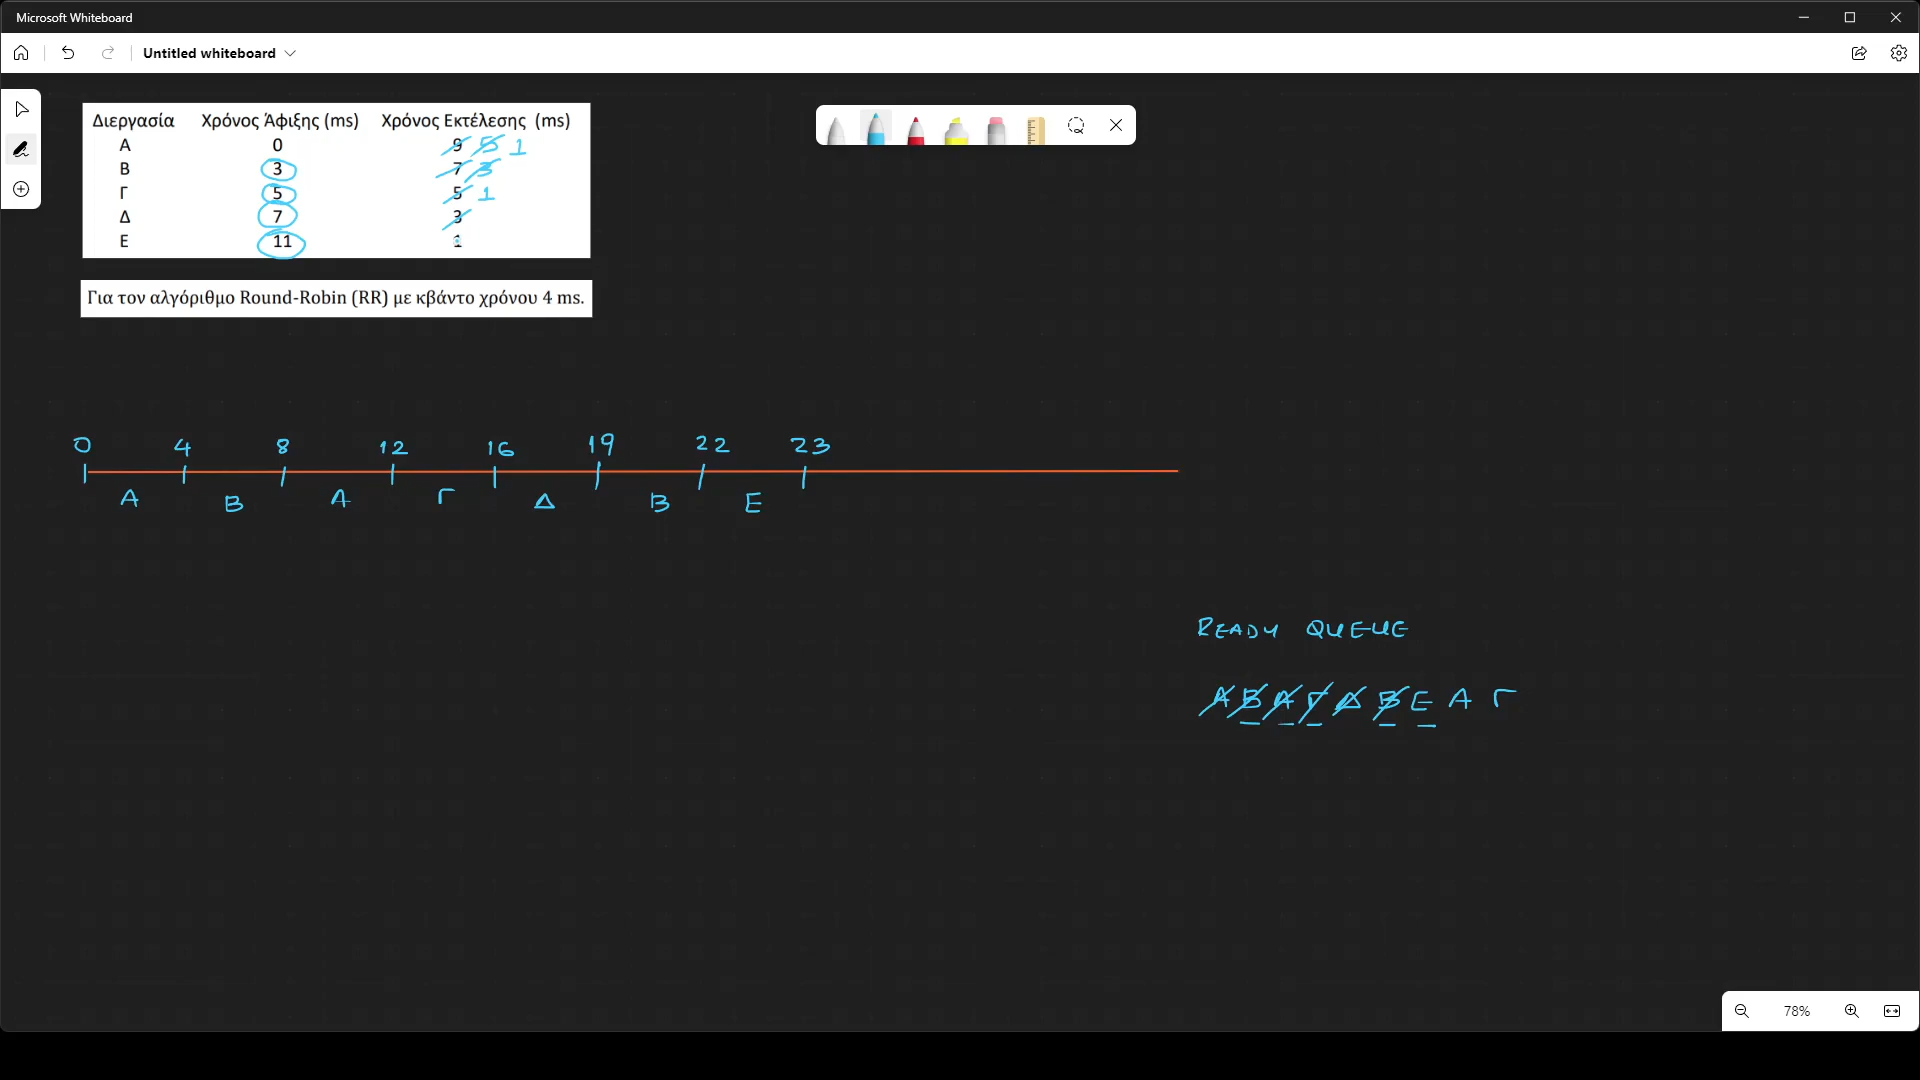 Microsoft Whiteboard
Untitled whiteboard
Διεργασία Χρόνος Άφιξης (ms) Χρόνος Εκτέλεσης (ms)
A 0 9 5 1
B 3 7 3
Γ 5 5 1
Δ 7 3
E 11 1
Για τον αλγόριθμο Round-Robin (RR) με κβάντο χρόνου 4 ms.
0 4 8 12 16 19 22 23
A B A Γ Δ B E
READY QUEUE
A B A Γ Δ B E A Γ
78%